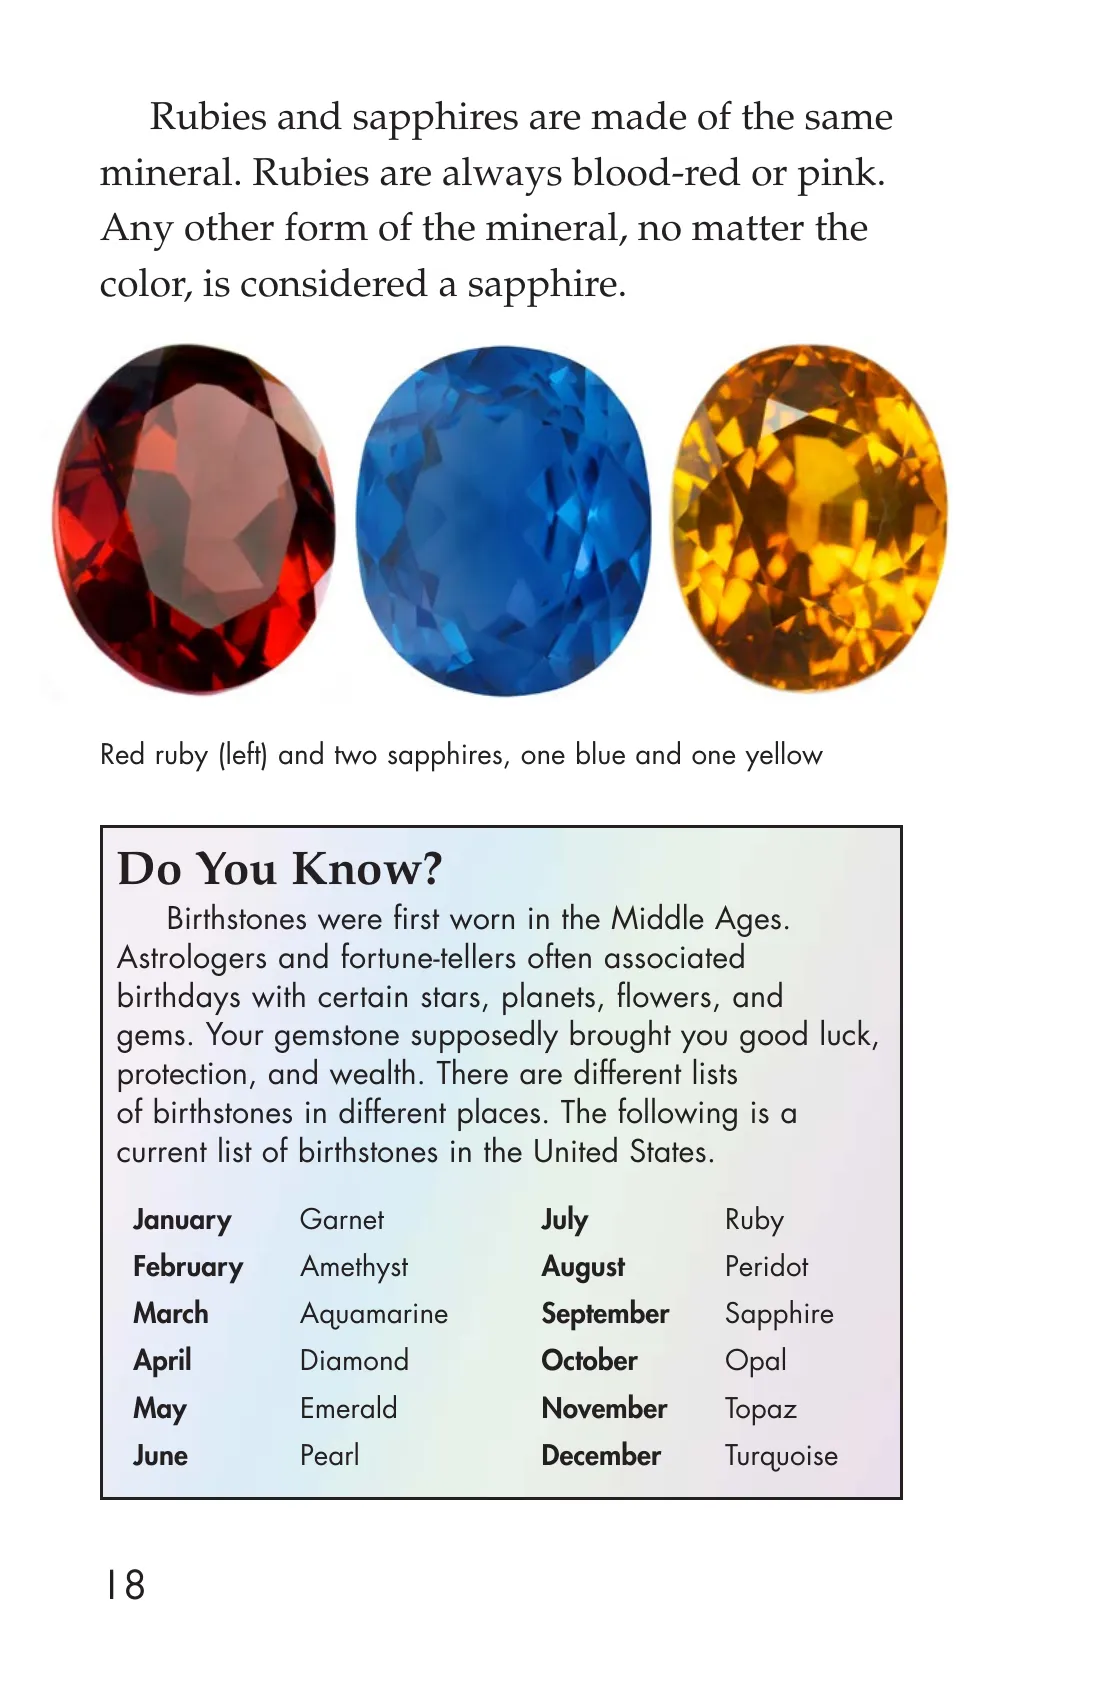 Rubies and sapphires are made of the same
mineral. Rubies are always blood-red or pink.
Any other form of the mineral, no matter the
color, is considered a sapphire.
Red ruby (left) and two sapphires, one blue and one yellow
Do You Know?
Birthstones were first worn in the Middle Ages.
Astrologers and fortune-tellers often associated
birthdays with certain stars, planets, flowers, and
gems. Your gemstone supposedly brought you good luck,
protection, and wealth. There are different lists
of birthstones in different places. The following is a
current list of birthstones in the United States.
January Garnet July Ruby
February Amethyst August Peridot
March Aquamarine September Sapphire
April Diamond October Opal
May Emerald November Topaz
June Pearl December Turquoise
18